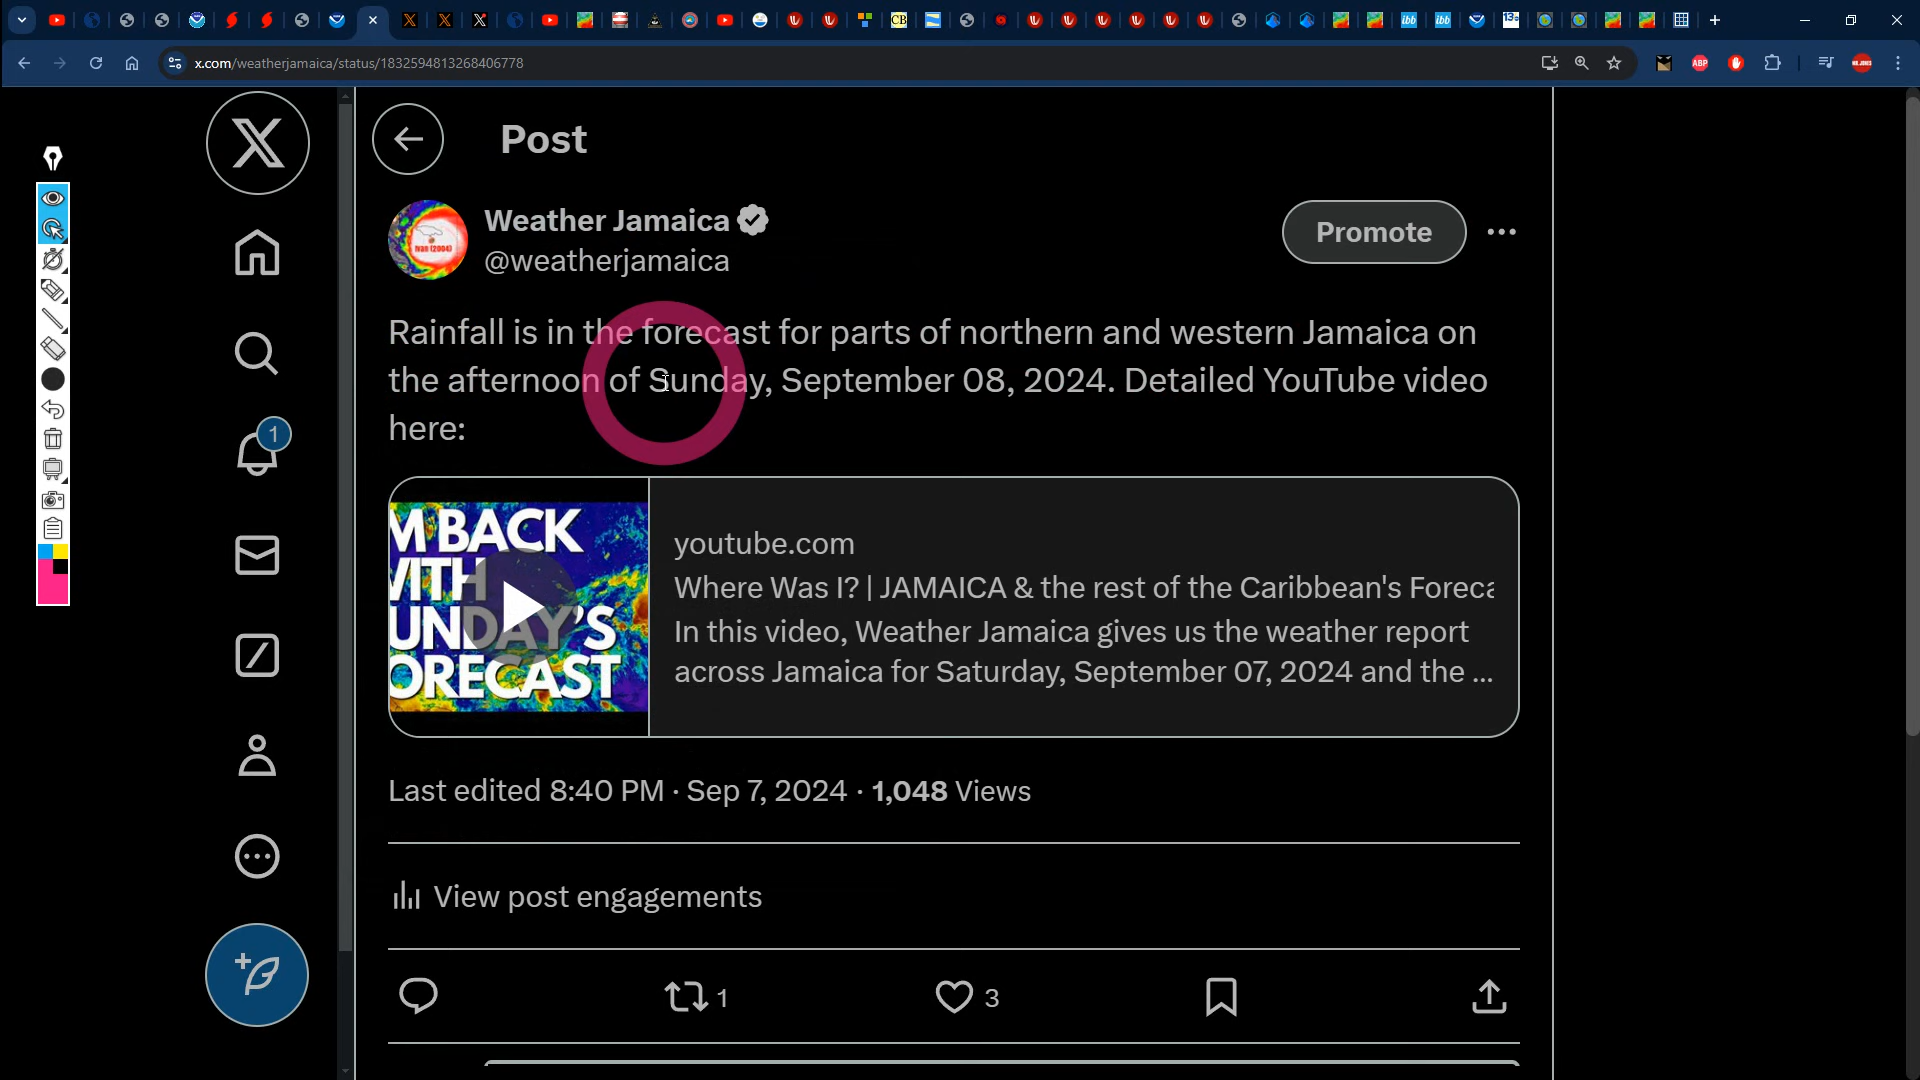 x.com/weatherjamaica/status/1832594813268406778
Post
Weather Jamaica
@weatherjamaica
Promote
Rainfall is in the forecast for parts of northern and western Jamaica on
the afternoon of Sunday, September 08, 2024. Detailed YouTube video
here:
M BACK
WITH
UNDAY'S
ORECAST
youtube.com
Where Was I? | JAMAICA & the rest of the Caribbean's Foreca
In this video, Weather Jamaica gives us the weather report
across Jamaica for Saturday, September 07, 2024 and the ...
Last edited 8:40 PM · Sep 7, 2024 · 1,048 Views
View post engagements
1
3
1